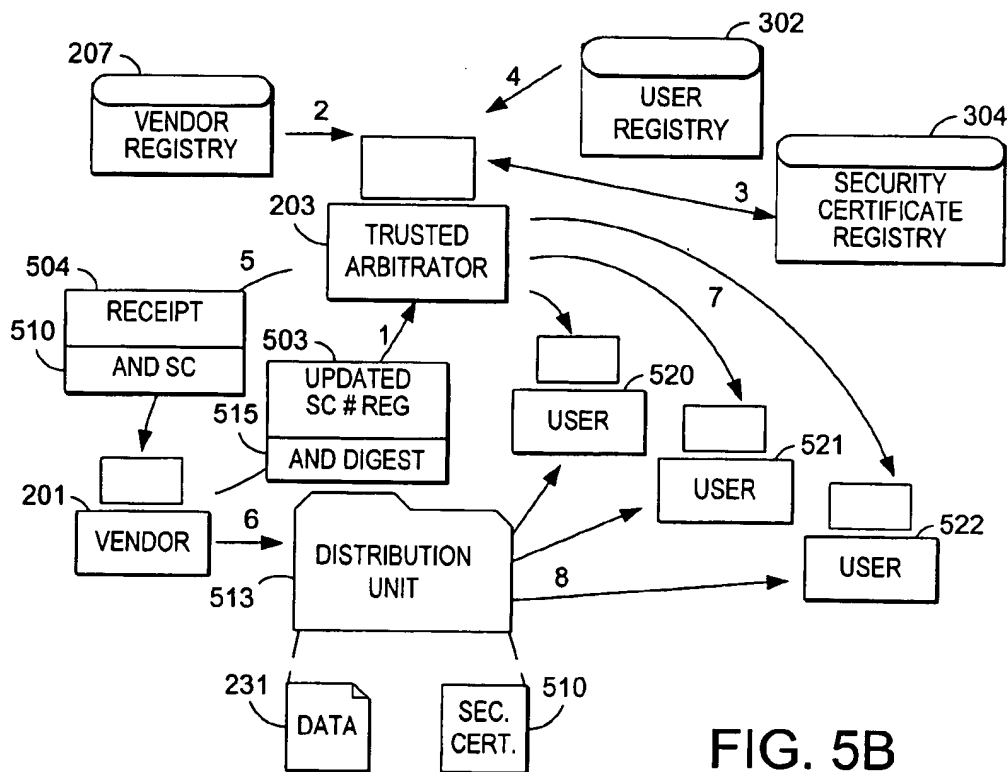 302
207
4
USER
REGISTRY
2
VENDOR
REGISTRY
304
3
SECURITY
CERTIFICATE
REGISTRY
203
TRUSTED
ARBITRATOR
504
5
7
RECEIPT
510
AND SC
503
1
UPDATED
SC # REG
515
AND DIGEST
520
USER
521
USER
522
USER
201
VENDOR
6
DISTRIBUTION
UNIT
513
8
231
DATA
510
SEC.
CERT.
FIG. 5B